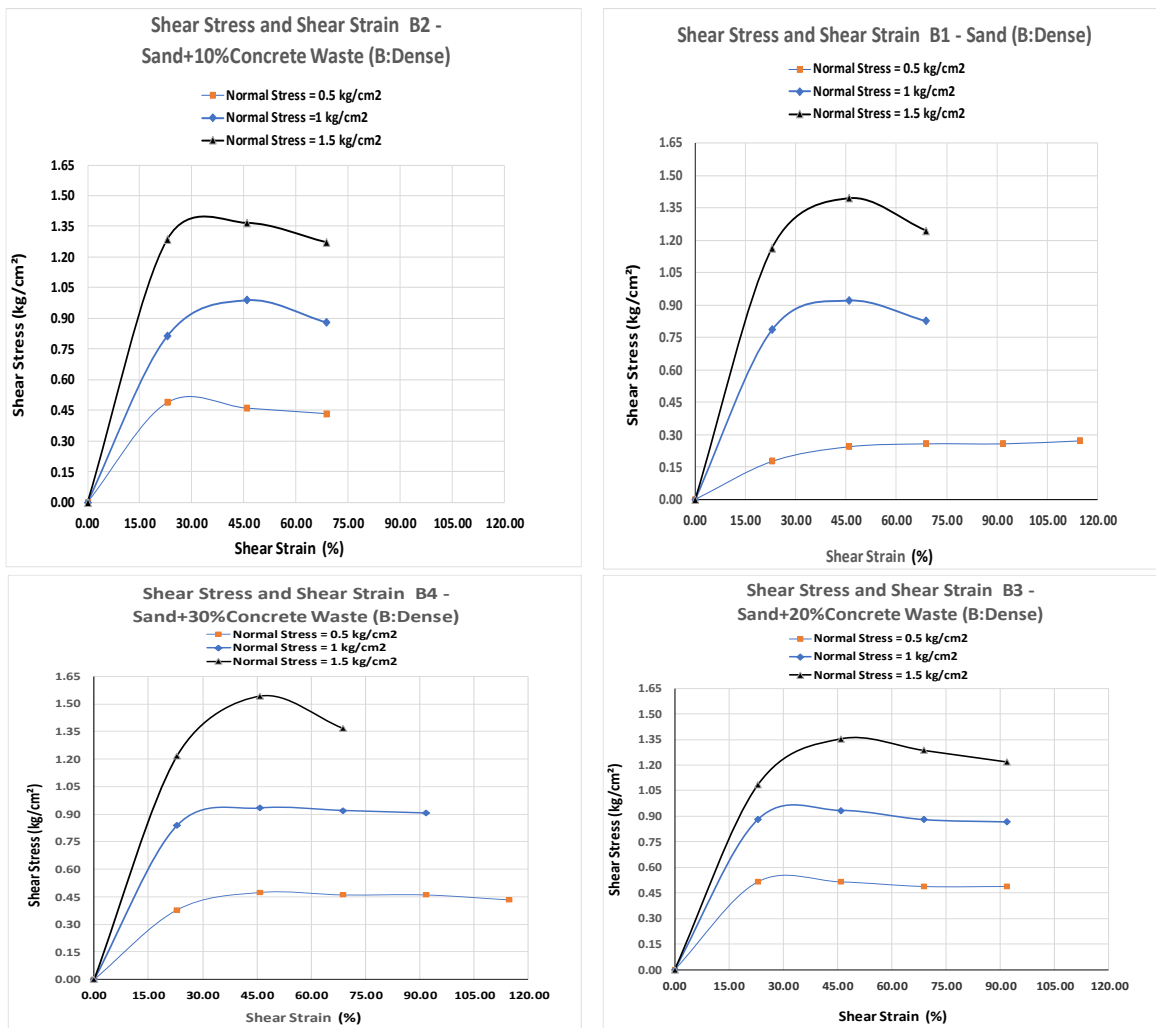 Shear Stress and Shear Strain B2 -
Sand+10%Concrete Waste (B:Dense)
Normal Stress = 0.5 kg/cm2
Normal Stress =1 kg/cm2
Normal Stress = 1.5 kg/cm2
1.65
1.50
1.35
1.20
1.05
0.90
0.75
0.60
0.45
0.30
0.15
0.00
0.00 15.00 30.00 45.00 60.00 75.00 90.00 105.00 120.00
Shear Stress (kg/cm²)
Shear Strain (%)
Shear Stress and Shear Strain B1 - Sand (B:Dense)
Normal Stress = 0.5 kg/cm2
Normal Stress = 1 kg/cm2
Normal Stress = 1.5 kg/cm2
1.65
1.50
1.35
1.20
1.05
0.90
0.75
0.60
0.45
0.30
0.15
0.00
0.00 15.00 30.00 45.00 60.00 75.00 90.00 105.00 120.00
Shear Stress (kg/cm²)
Shear Strain (%)
Shear Stress and Shear Strain B4 -
Sand+30%Concrete Waste (B:Dense)
Normal Stress = 0.5 kg/cm2
Normal Stress = 1 kg/cm2
Normal Stress = 1.5 kg/cm2
1.65
1.50
1.35
1.20
1.05
0.90
0.75
0.60
0.45
0.30
0.15
0.00
0.00 15.00 30.00 45.00 60.00 75.00 90.00 105.00 120.00
Shear Stress (kg/cm²)
Shear Strain (%)
Shear Stress and Shear Strain B3 -
Sand+20%Concrete Waste (B:Dense)
Normal Stress = 0.5 kg/cm2
Normal Stress = 1 kg/cm2
Normal Stress = 1.5 kg/cm2
1.65
1.50
1.35
1.20
1.05
0.90
0.75
0.60
0.45
0.30
0.15
0.00
0.00 15.00 30.00 45.00 60.00 75.00 90.00 105.00 120.00
Shear Stress (kg/cm²)
Shear Strain (%)